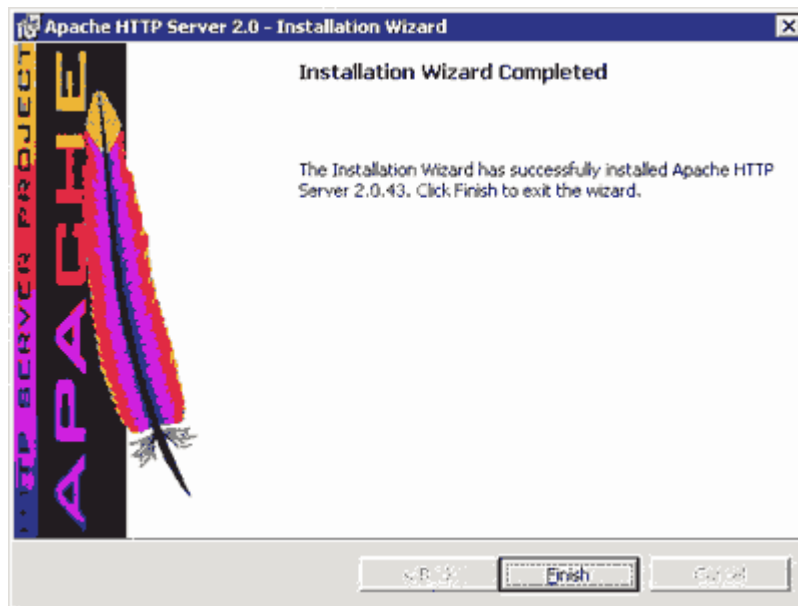 Apache HTTP Server 2.0 - Installation Wizard
HTTP SERVER PROJECT
APACHE
Installation Wizard Completed
The Installation Wizard has successfully installed Apache HTTP
Server 2.0.43. Click Finish to exit the wizard.
Finish
Cancel